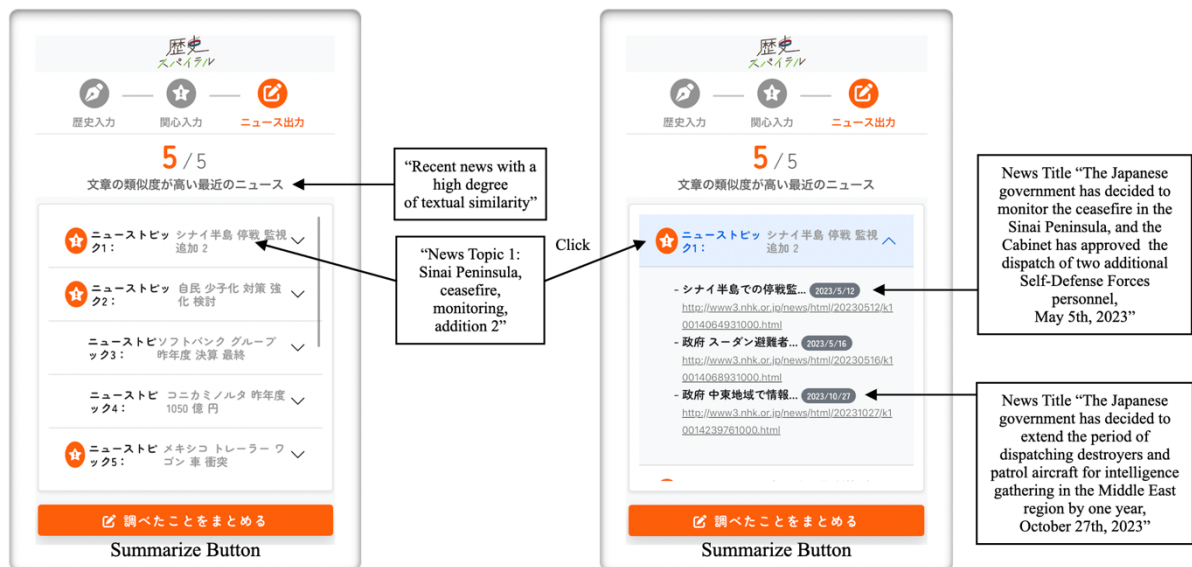 歴史
スパイラル
歴史入力
関心入力
ニュース出力
5 / 5
文章の類似度が高い最近のニュース
ニューストピッ
ク1：
シナイ半島 停戦 監視
追加 2
ニューストピッ
ク2：
自民 少子化 対策 強
化 検討
ニューストピ
ック3：
ソフトバンク グループ
昨年度 決算 最終
ニューストピ
ック4：
コニカミノルタ 昨年度
1050 億 円
ニューストピ
ック5：
メキシコ トレーラー ワ
ゴン 車 衝突
調べたことをまとめる
Summarize Button
“Recent news with a
high degree
of textual similarity”
“News Topic 1:
Sinai Peninsula,
ceasefire,
monitoring,
addition 2”
Click
歴史
スパイラル
歴史入力
関心入力
ニュース出力
5 / 5
文章の類似度が高い最近のニュース
ニューストピッ
ク1：
シナイ半島 停戦 監視
追加 2
- シナイ半島での停戦監... 2023/5/12
http://www3.nhk.or.jp/news/html/20230512/k1
0014064931000.html
- 政府 スーダン避難者... 2023/5/16
http://www3.nhk.or.jp/news/html/20230516/k1
0014068931000.html
- 政府 中東地域で情報... 2023/10/27
http://www3.nhk.or.jp/news/html/20231027/k1
0014239761000.html
調べたことをまとめる
Summarize Button
News Title “The Japanese
government has decided to
monitor the ceasefire in the
Sinai Peninsula, and the
Cabinet has approved the
dispatch of two additional
Self-Defense Forces
personnel,
May 5th, 2023”
News Title “The Japanese
government has decided
to extend the period of
dispatching destroyers and
patrol aircraft for intelligence
gathering in the Middle East
region by one year,
October 27th, 2023”